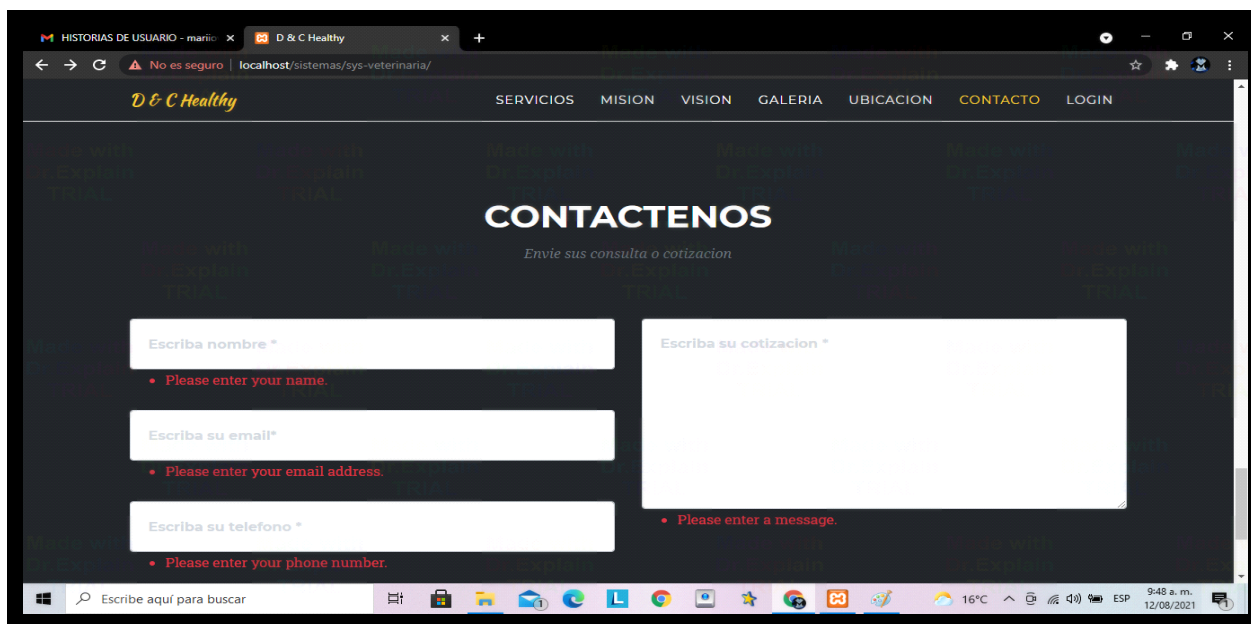 HISTORIAS DE USUARIO - mariio
D & C Healthy
No es seguro | localhost/sistemas/sys-veterinaria/
D & C Healthy
SERVICIOS MISION VISION GALERIA UBICACION CONTACTO LOGIN
CONTACTENOS
Envie sus consulta o cotizacion
Escriba nombre *
Please enter your name.
Escriba su email*
Please enter your email address.
Escriba su telefono *
Please enter your phone number.
Escriba su cotizacion *
Please enter a message.
Made with
Dr.Explain
TRIAL
Escribe aquí para buscar
16°C
ESP
9:48 a. m.
12/08/2021